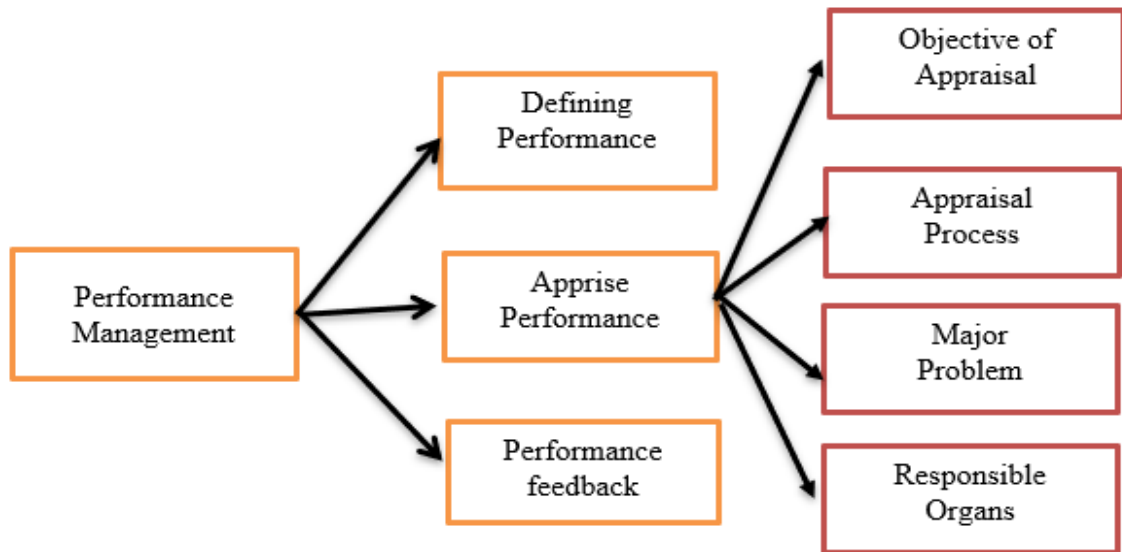 Performance
Management
Defining
Performance
Apprise
Performance
Performance
feedback
Objective of
Appraisal
Appraisal
Process
Major
Problem
Responsible
Organs